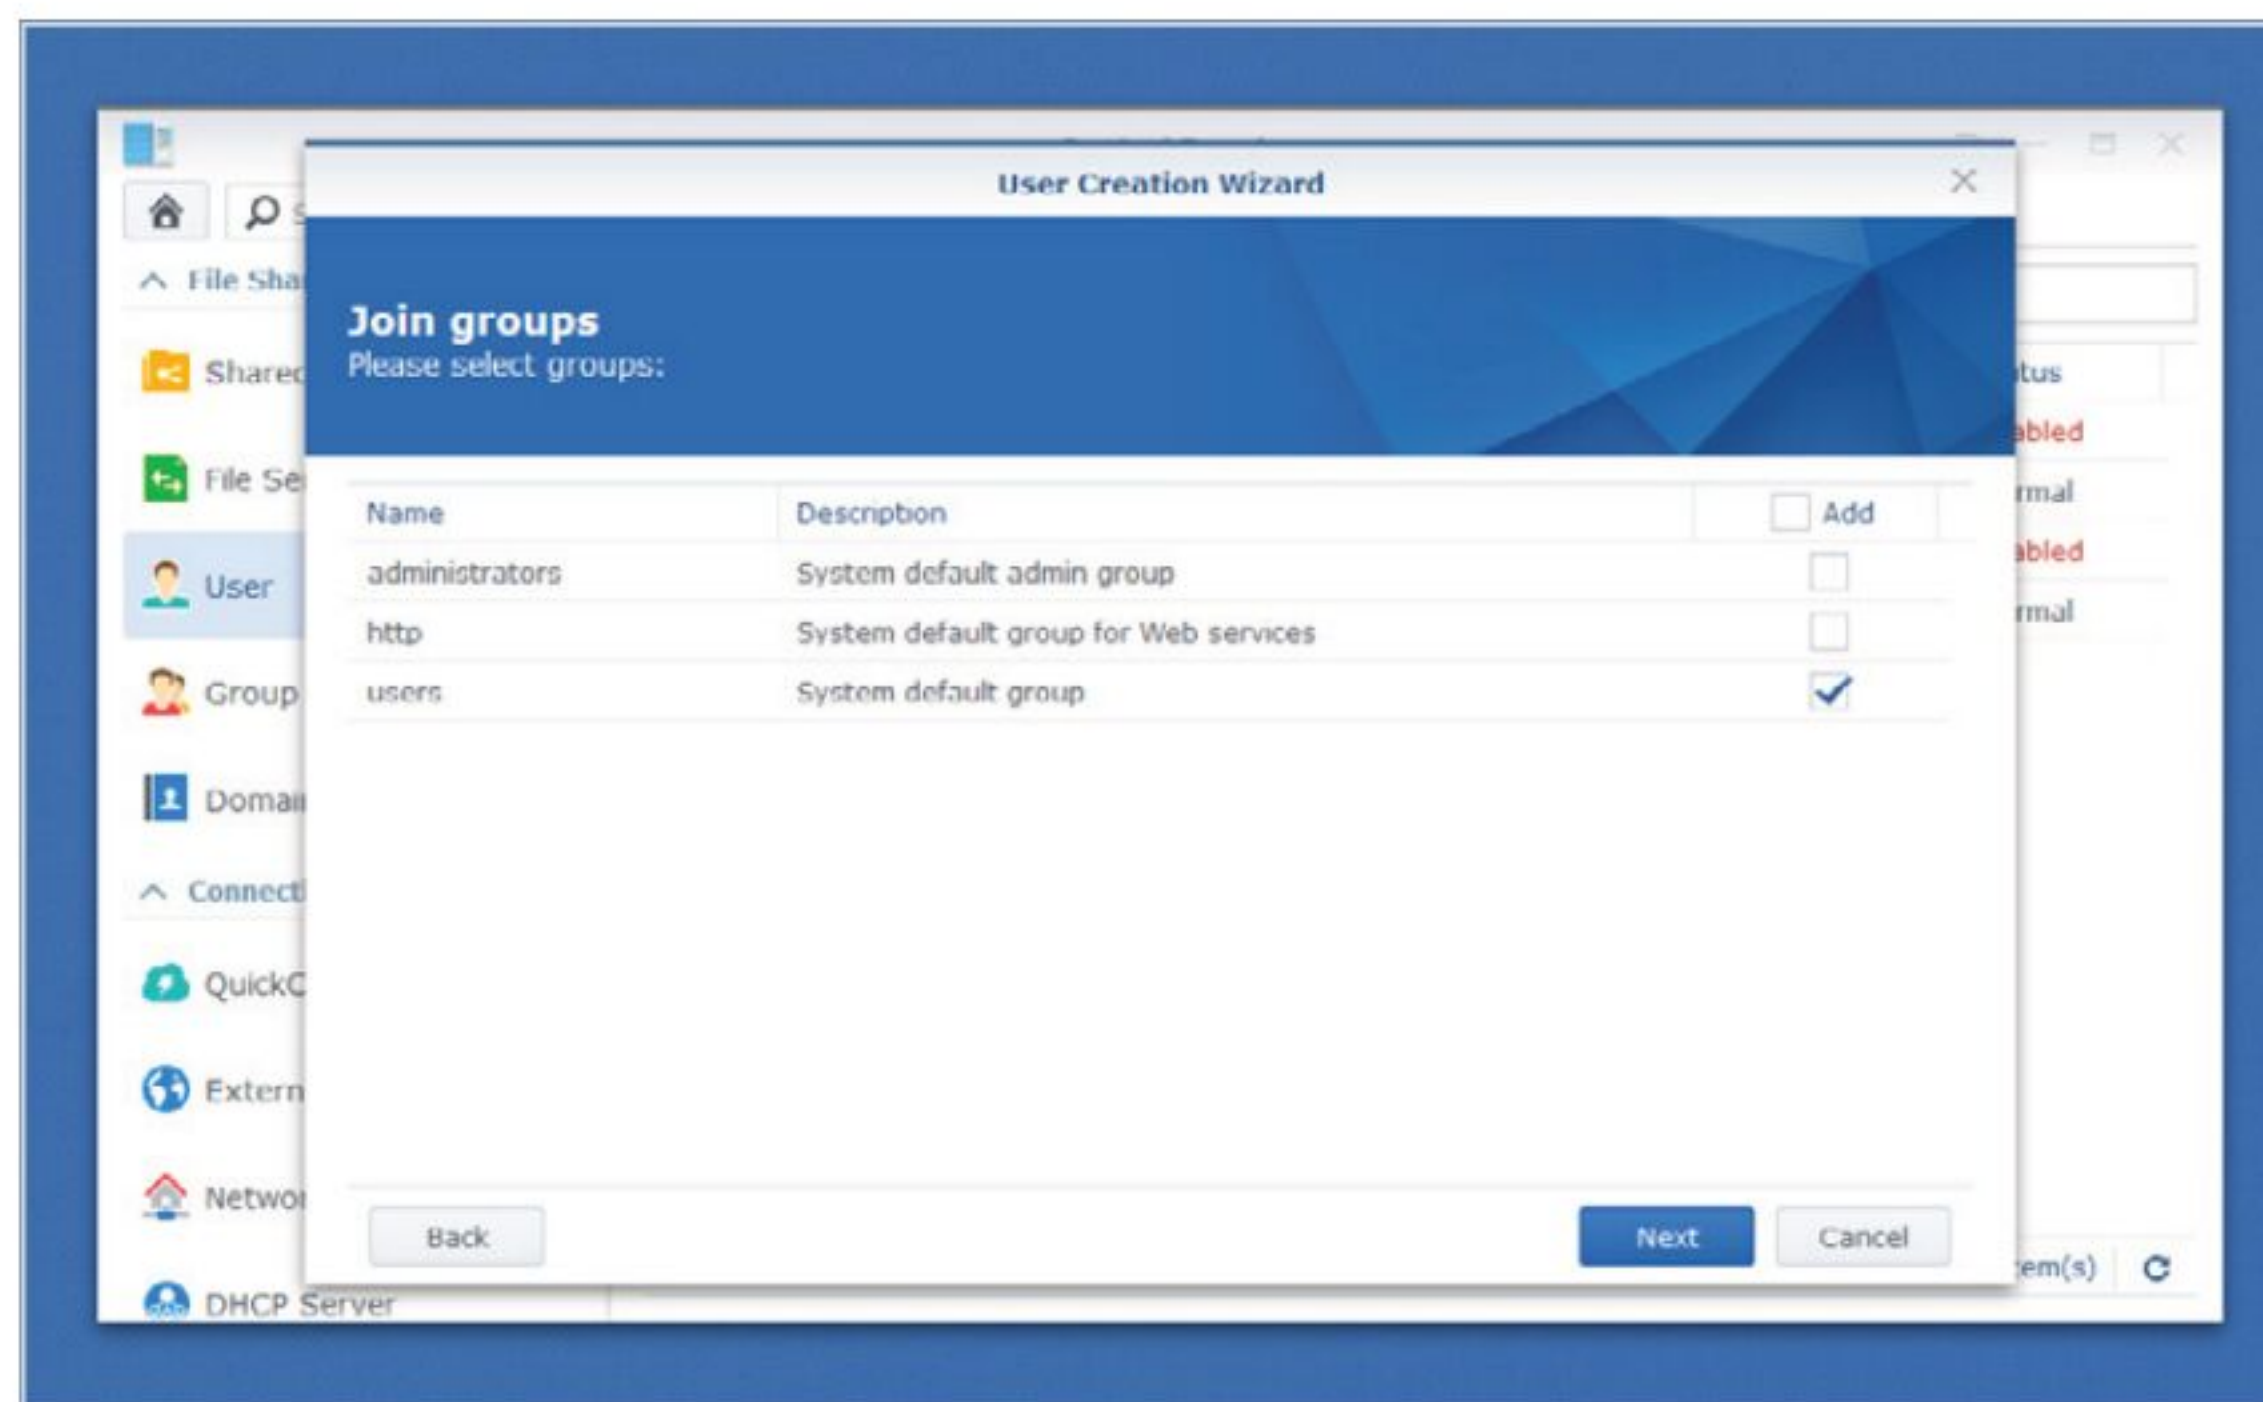 User Creation Wizard
File Sha
Join groups
Please select groups:
Shared
tus
abled
File Se
Name Description Add
rmal
administrators System default admin group
abled
User
http System default group for Web services
rmal
Group
users System default group
Domai
Connect
QuickC
Extern
Networ
Back Next Cancel
em(s)
DHCP Server